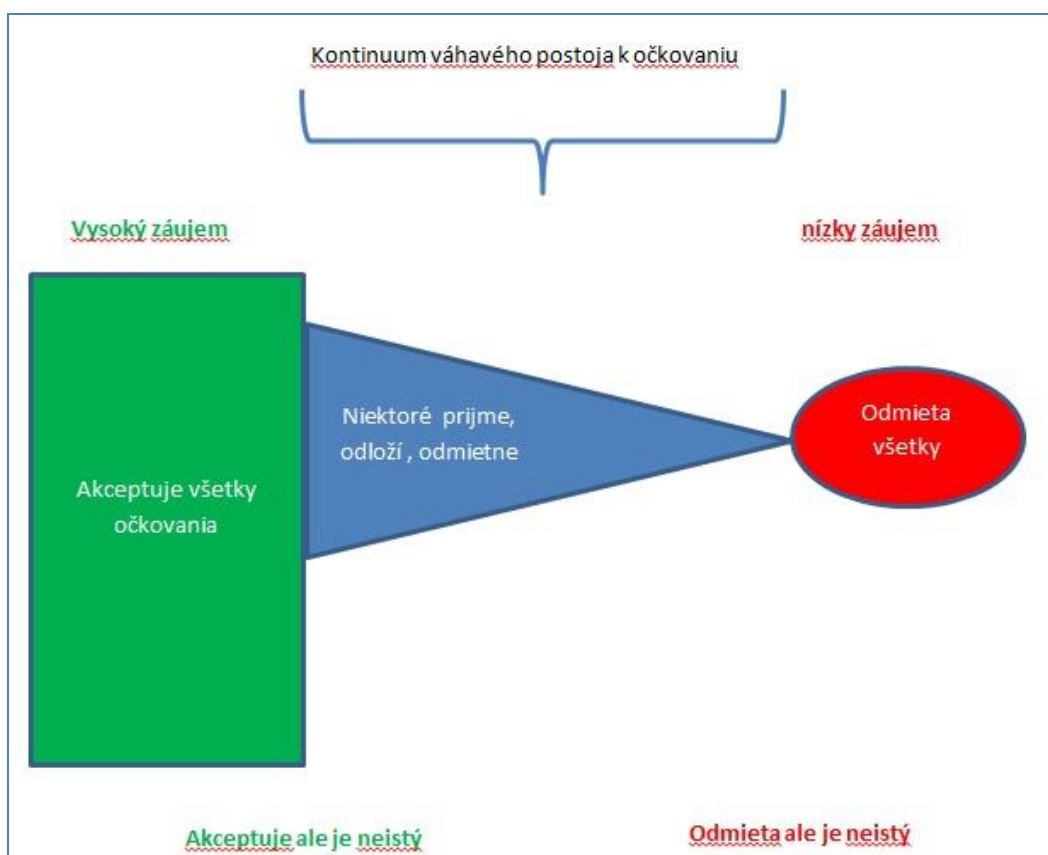 Kontinuum váhavého postoja k očkovaniu
Vysoký záujem
nízky záujem
Niektoré prijme,
odloží , odmietne
Odmieta
všetky
Akceptuje všetky
očkovania
Akceptuje ale je neistý
Odmieta ale je neistý